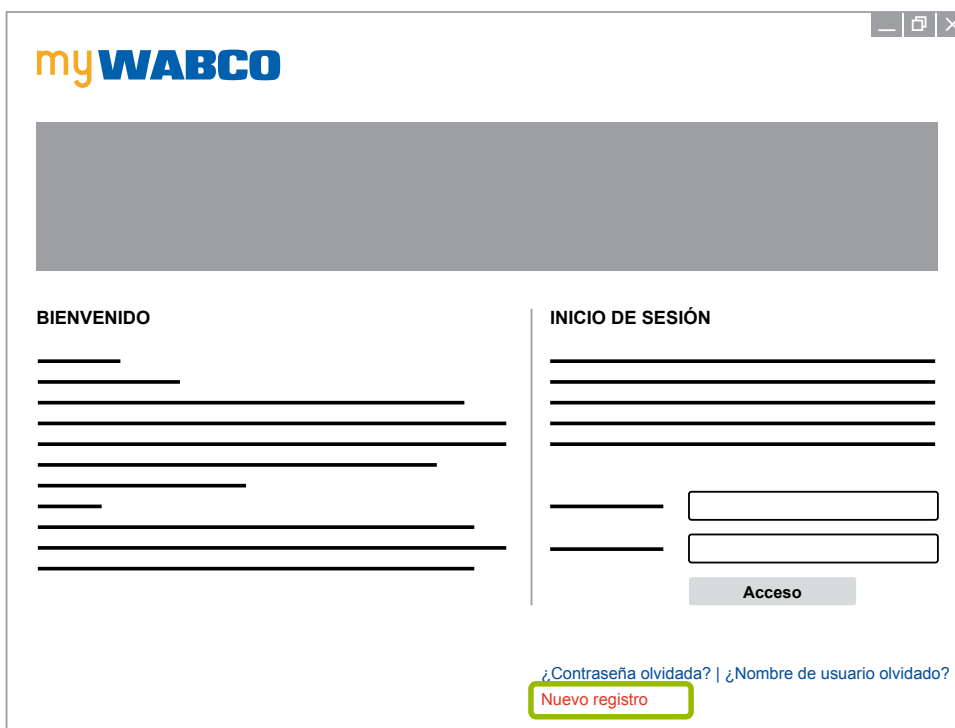 myWABCO
BIENVENIDO
INICIO DE SESIÓN
Acceso
¿Contraseña olvidada? | ¿Nombre de usuario olvidado?
Nuevo registro